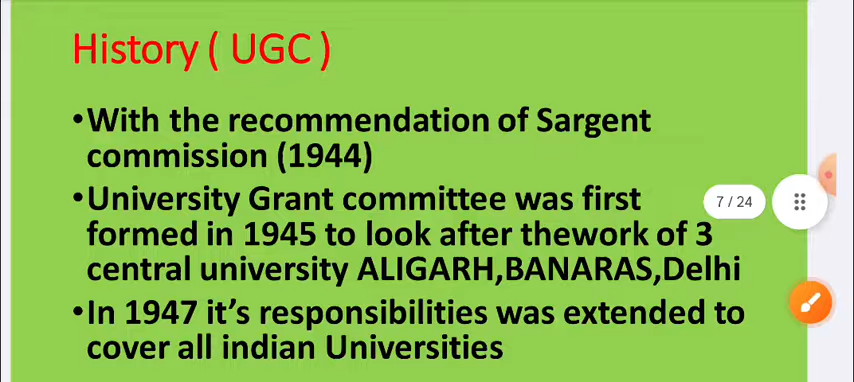 History ( UGC )
•With the recommendation of Sargent
commission (1944)
•University Grant committee was first
formed in 1945 to look after thework of 3
central university ALIGARH,BANARAS,Delhi
•In 1947 it’s responsibilities was extended to
cover all indian Universities
7 / 24